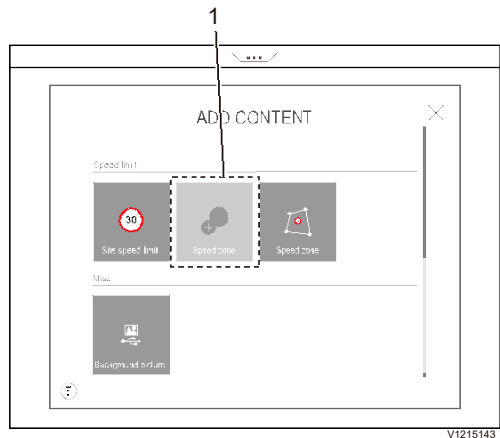 1
ADD CONTENT
Speed limit
30
Site speed limit
Speed zone
Speed zone
Misc
Background picture
V1215143